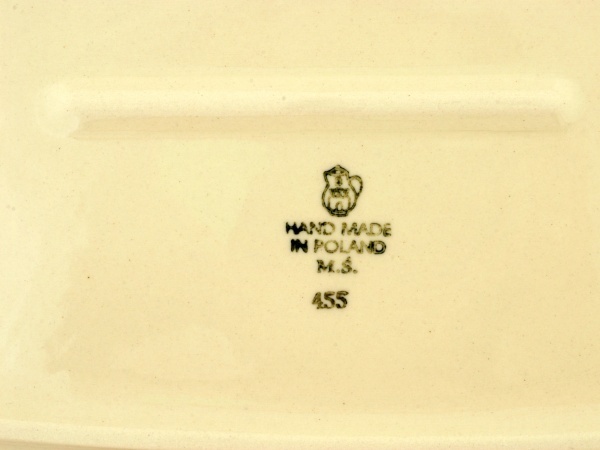 HAND MADE
IN POLAND
M.Ś.
455